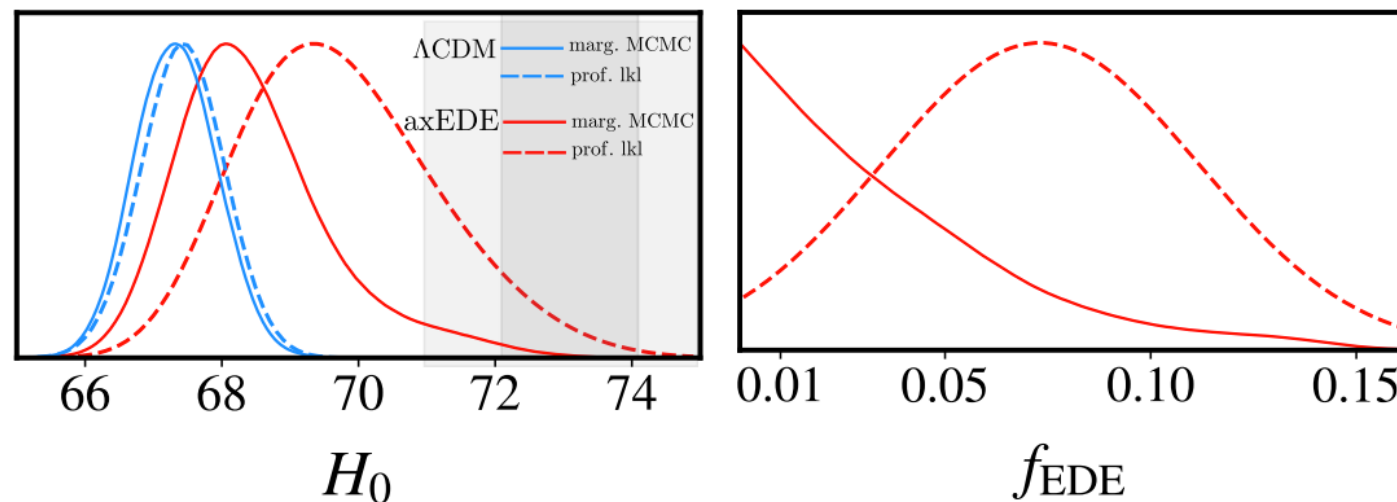 ΛCDM marg. MCMC
prof. lkl
axEDE marg. MCMC
prof. lkl
66 68 70 72 74
H₀
0.01 0.05 0.10 0.15
f_EDE